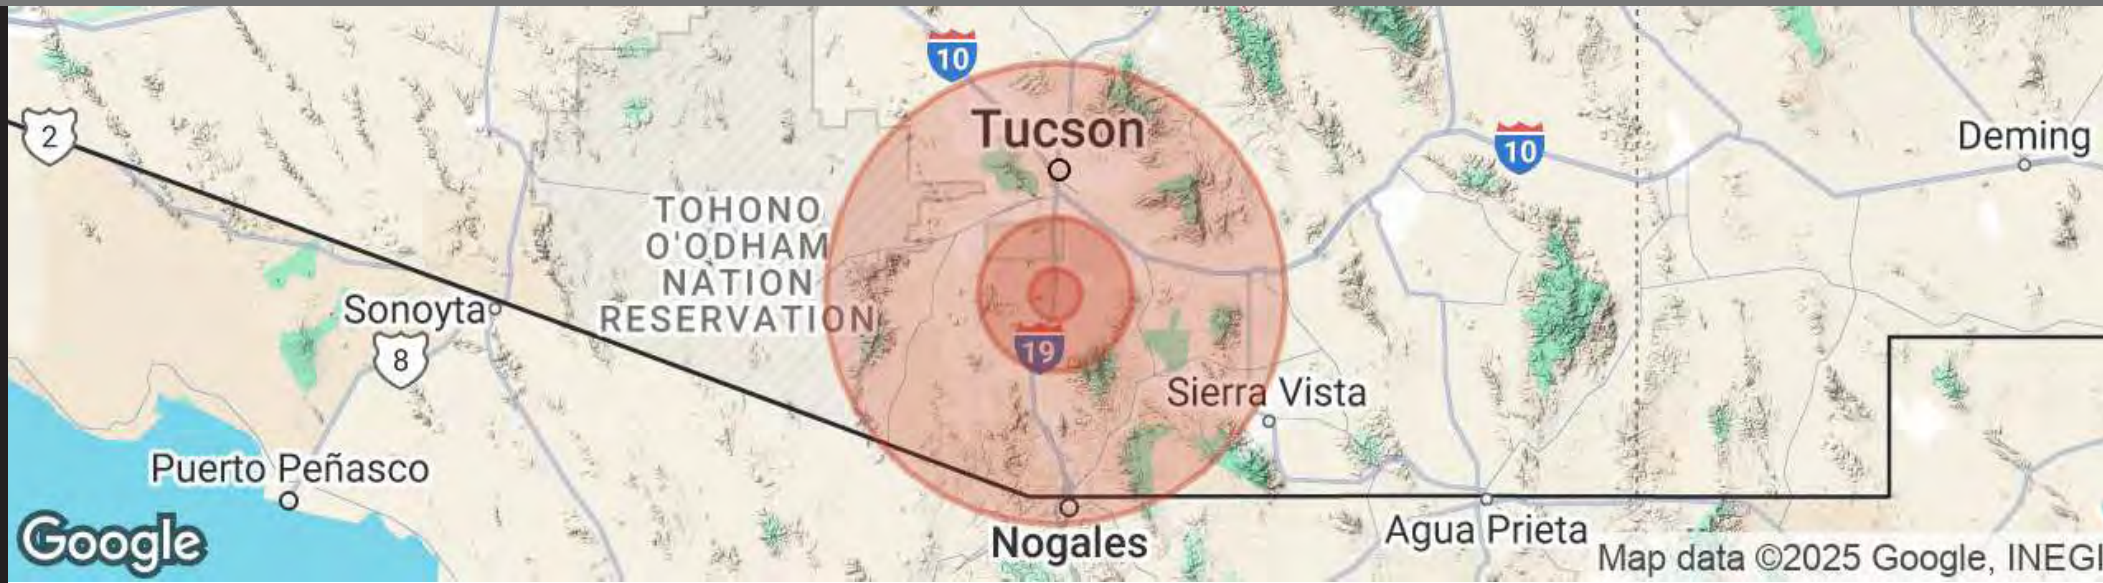 10
Tucson
2
10
Deming
TOHONO
O'ODHAM
NATION
RESERVATION
Sonoyta
8
19
Sierra Vista
Puerto Peñasco
Nogales
Agua Prieta
Google
Map data ©2025 Google, INEGI